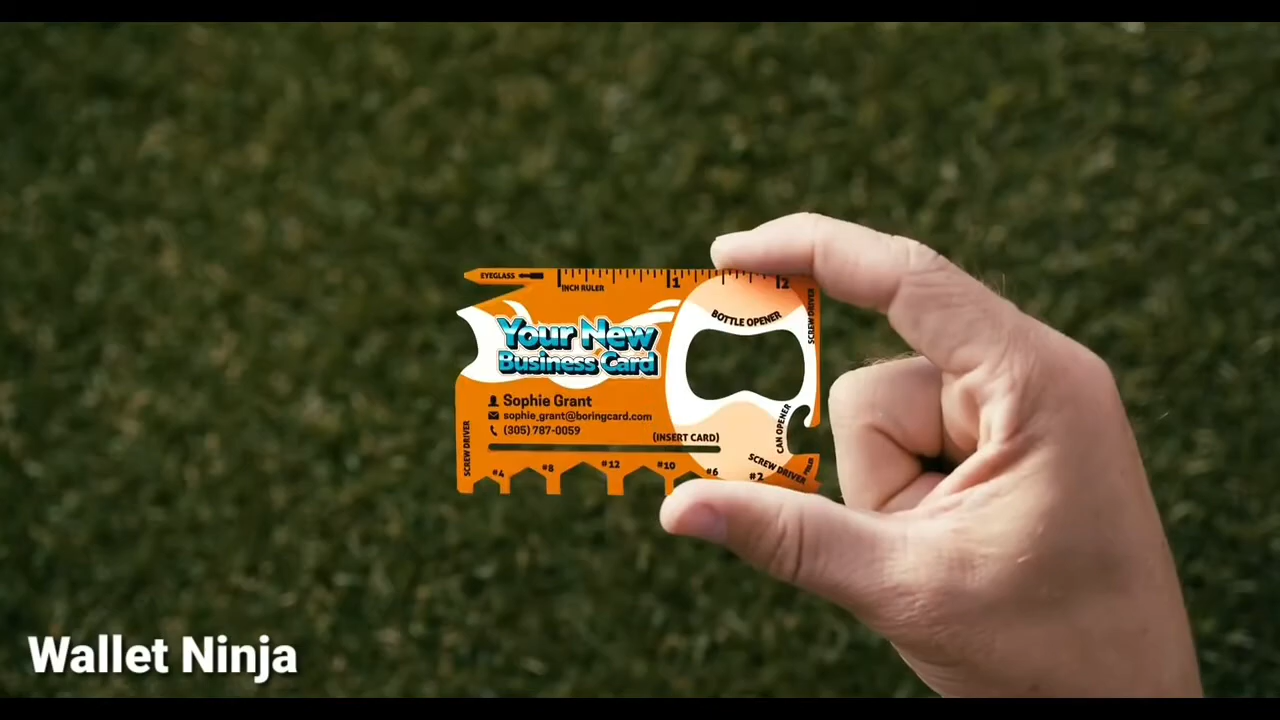 EYEGLASS
INCH RULER
1
2
BOTTLE OPENER
SCREW DRIVER
Your New
Business Card
Sophie Grant
sophie_grant@boringcard.com
(305) 787-0059
(INSERT CARD)
CAN OPENER
SCREW DRIVER
SCREW DRIVER
#4
#8
#12
#10
#6
#2
Wallet Ninja